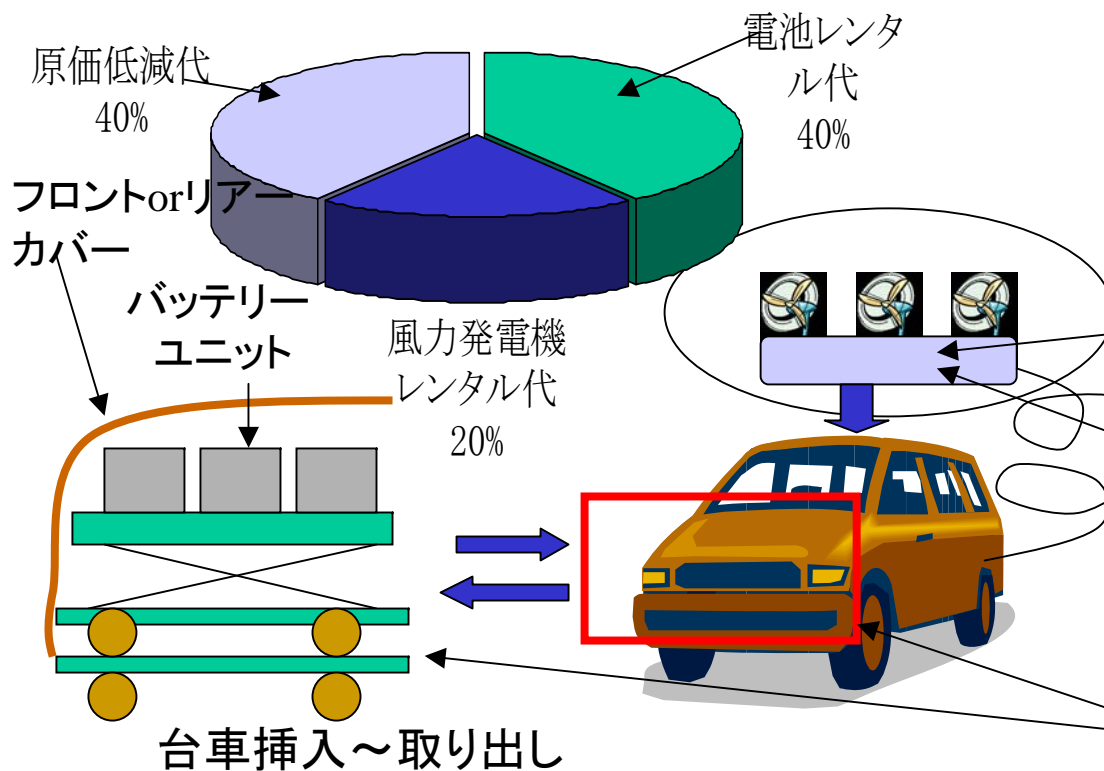 原価低減代
40%
電池レンタ
ル代
40%
フロントorリアー
カバー
バッテリー
ユニット
風力発電機
レンタル代
20%
台車挿入～取り出し